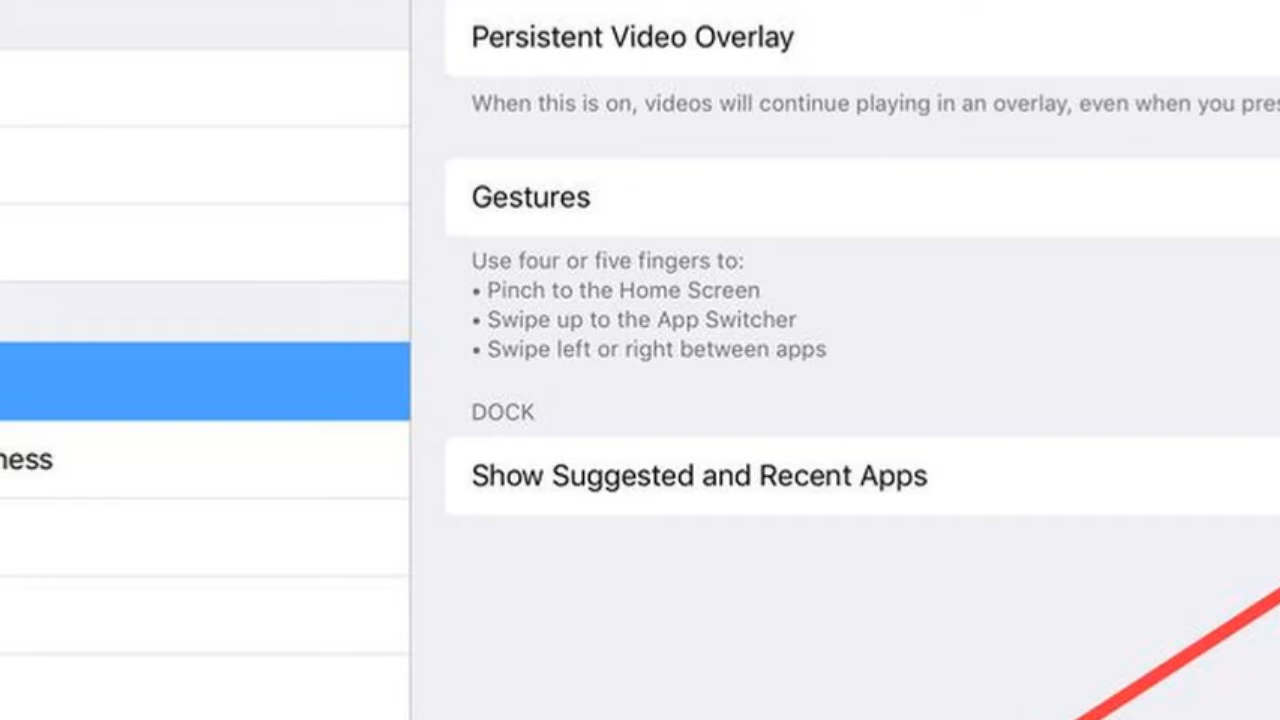 Persistent Video Overlay
When this is on, videos will continue playing in an overlay, even when you
Gestures
Use four or five fingers to:
• Pinch to the Home Screen
• Swipe up to the App Switcher
• Swipe left or right between apps
DOCK
ness
Show Suggested and Recent Apps